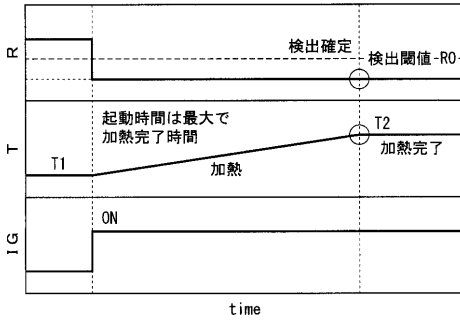 R
検出確定
検出閾値-R0-
T
T1
起動時間は最大で
加熱完了時間
加熱
T2
加熱完了
IG
ON
time